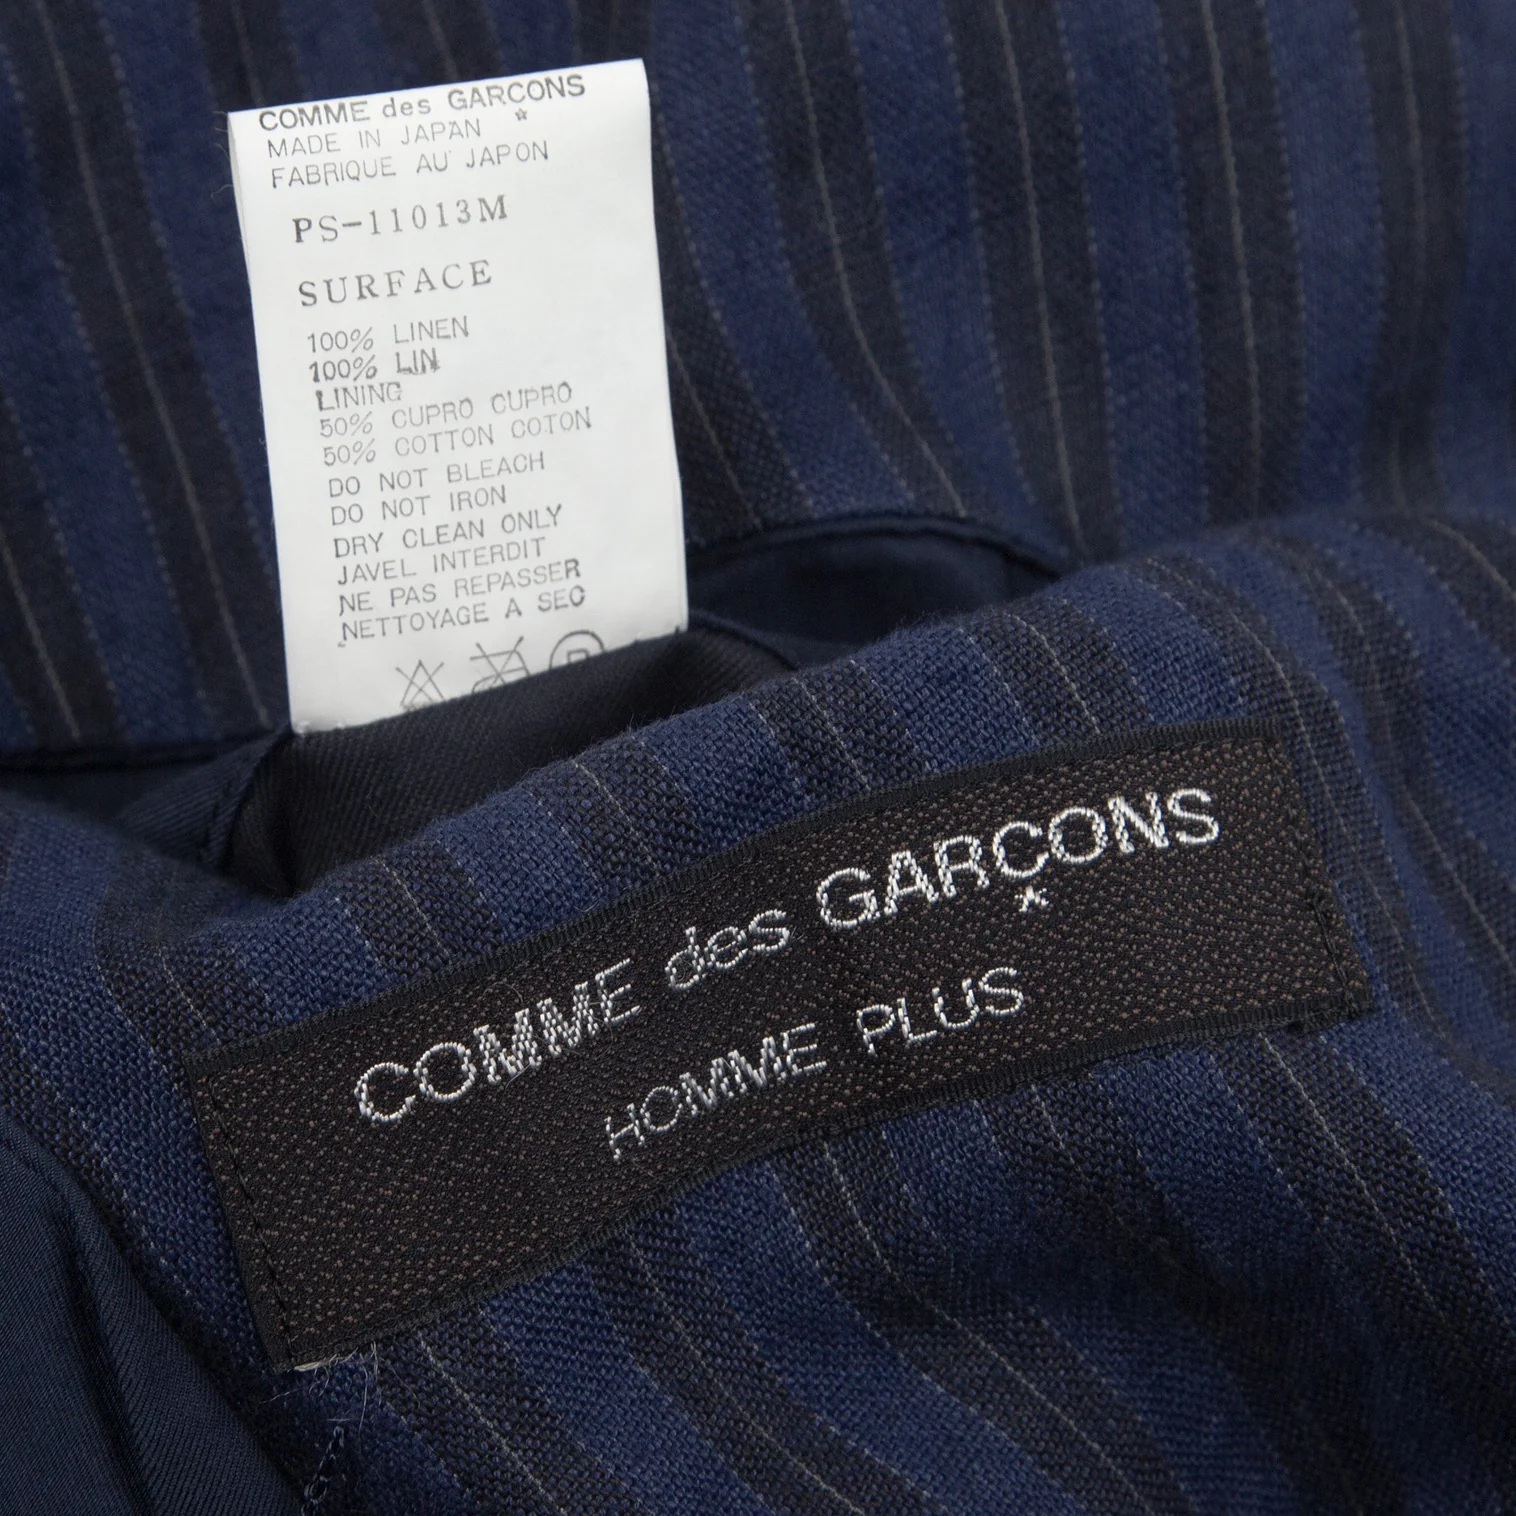 COMME des GARÇONS
MADE IN JAPAN
FABRIQUE AU JAPON
PS-11013M
SURFACE
100% LINEN
100% LIN
LINING
50% CUPRO CUPRO
50% COTTON COTON
DO NOT BLEACH
DO NOT IRON
DRY CLEAN ONLY
JAVEL INTERDIT
NE PAS REPASSER
NETTOYAGE A SEC
P
COMME des GARÇONS
HOMME PLUS